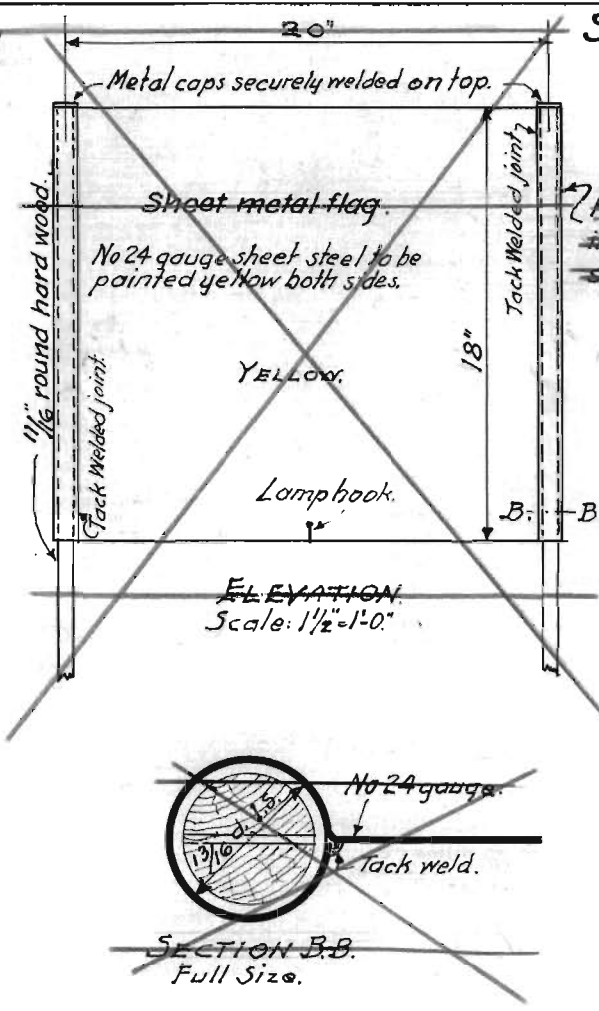 20"
S
Metal caps securely welded on top.
11/16" round hard wood.
Tack Welded joint.
Sheet metal flag.
No 24 gauge sheet steel to be
painted yellow both sides.
YELLOW.
18"
Tack Welded joint
Lamp hook.
B. B
ELEVATION.
Scale: 1 1/2" = 1'-0."
No 24 gauge.
13/16 d. I.S.
Tack weld.
SECTION B.B.
Full Size.